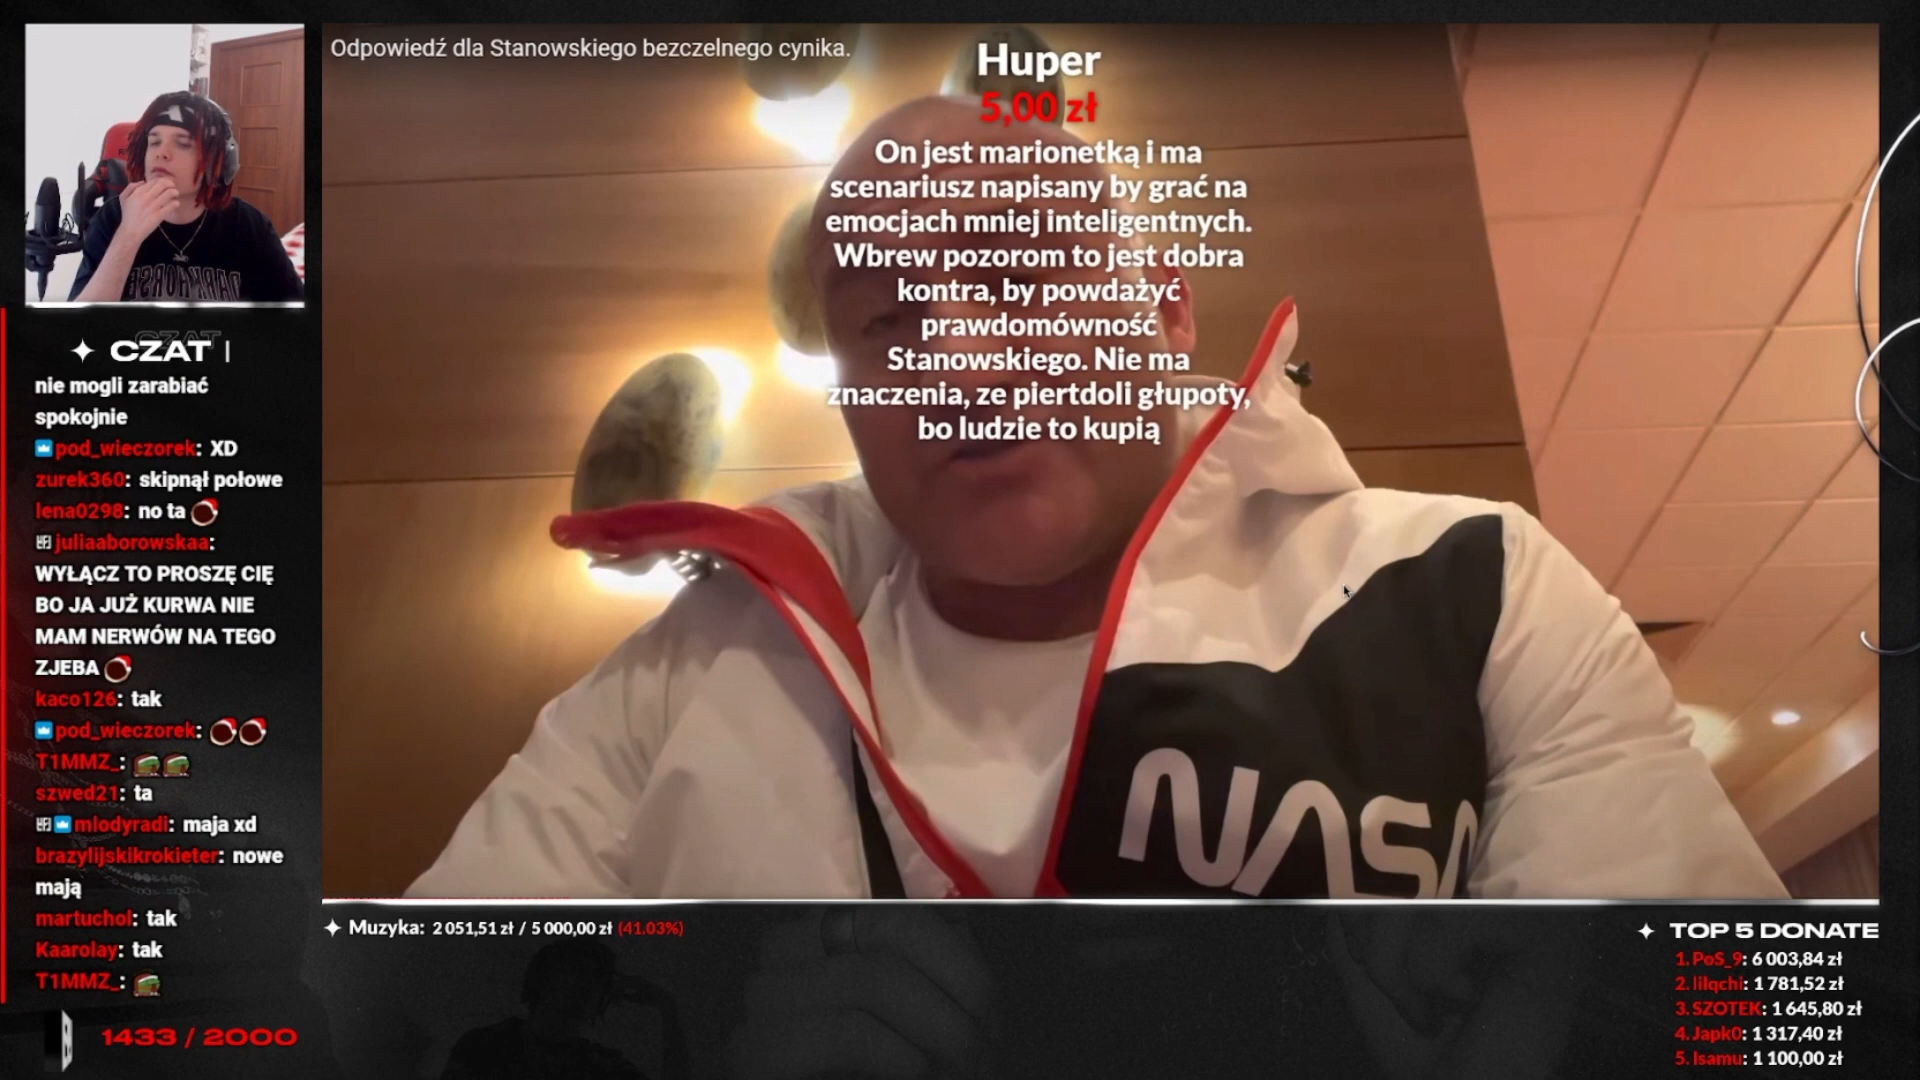 Odpowiedź dla Stanowskiego bezczelnego cynika.
Huper
5,00 zł
On jest marionetką i ma
scenariusz napisany by grać na
emocjach mniej inteligentnych.
Wbrew pozorom to jest dobra
kontra, by powdażyć
prawdomówność
Stanowskiego. Nie ma
znaczenia, ze piertdoli głupoty,
bo ludzie to kupią
CZAT
nie mogli zarabiać
spokojnie
pod_wieczorek: XD
zurek360: skipnął połowe
lena0298: no ta
juliaaborowskaa:
WYŁĄCZ TO PROSZĘ CIĘ
BO JA JUŻ KURWA NIE
MAM NERWÓW NA TEGO
ZJEBA
kaco126: tak
pod_wieczorek:
T1MMZ_:
szwed21: ta
mlodyradi: maja xd
brazylijskikrokieter: nowe
mają
martuchol: tak
Kaarolay: tak
T1MMZ_:
1433 / 2000
NASA
Muzyka: 2 051,51 zł / 5 000,00 zł (41.03%)
TOP 5 DONATE
1. PoS_9: 6 003,84 zł
2. lilqchi: 1 781,52 zł
3. SZOTEK: 1 645,80 zł
4. Japk0: 1 317,40 zł
5. Isamu: 1 100,00 zł